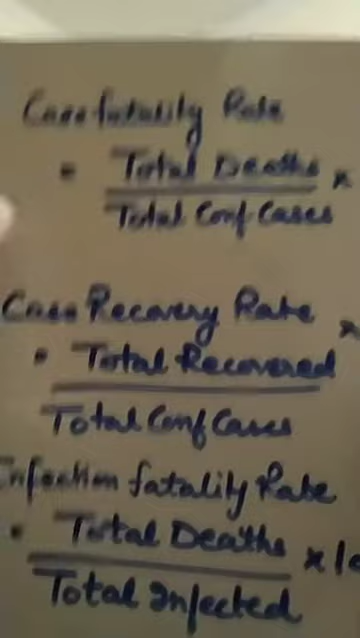 Case fatality Rate
= Total Deaths ×
Total Conf Cases
Case Recovery Rate ×
= Total Recovered
Total Conf Cases
Infection fatality Rate
= Total Deaths × 10
Total Infected